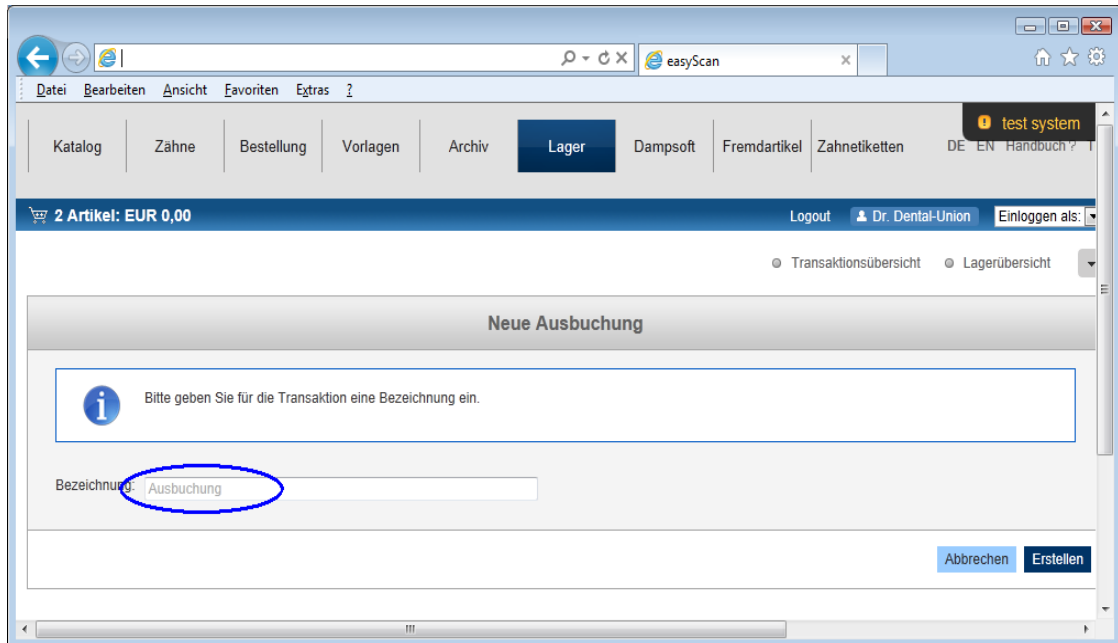 easyScan
Datei Bearbeiten Ansicht Favoriten Extras ?
test system
Katalog Zähne Bestellung Vorlagen Archiv Lager Dampsoft Fremdartikel Zahnetiketten DE EN Handbuch ?
2 Artikel: EUR 0,00 Logout Dr. Dental-Union Einloggen als:
Transaktionsübersicht Lagerübersicht
Neue Ausbuchung
Bitte geben Sie für die Transaktion eine Bezeichnung ein.
Bezeichnung: Ausbuchung
Abbrechen Erstellen